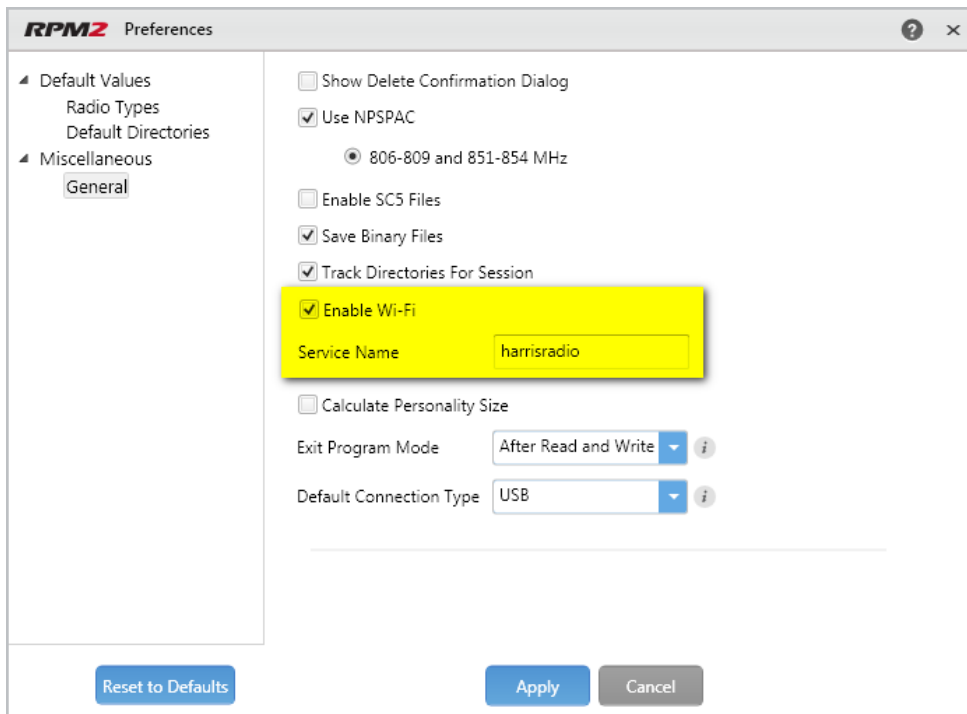 RPM2 Preferences
Default Values
Radio Types
Default Directories
Miscellaneous
General
Show Delete Confirmation Dialog
Use NPSPAC
806-809 and 851-854 MHz
Enable SC5 Files
Save Binary Files
Track Directories For Session
Enable Wi-Fi
Service Name harrisradio
Calculate Personality Size
Exit Program Mode After Read and Write
Default Connection Type USB
Reset to Defaults Apply Cancel